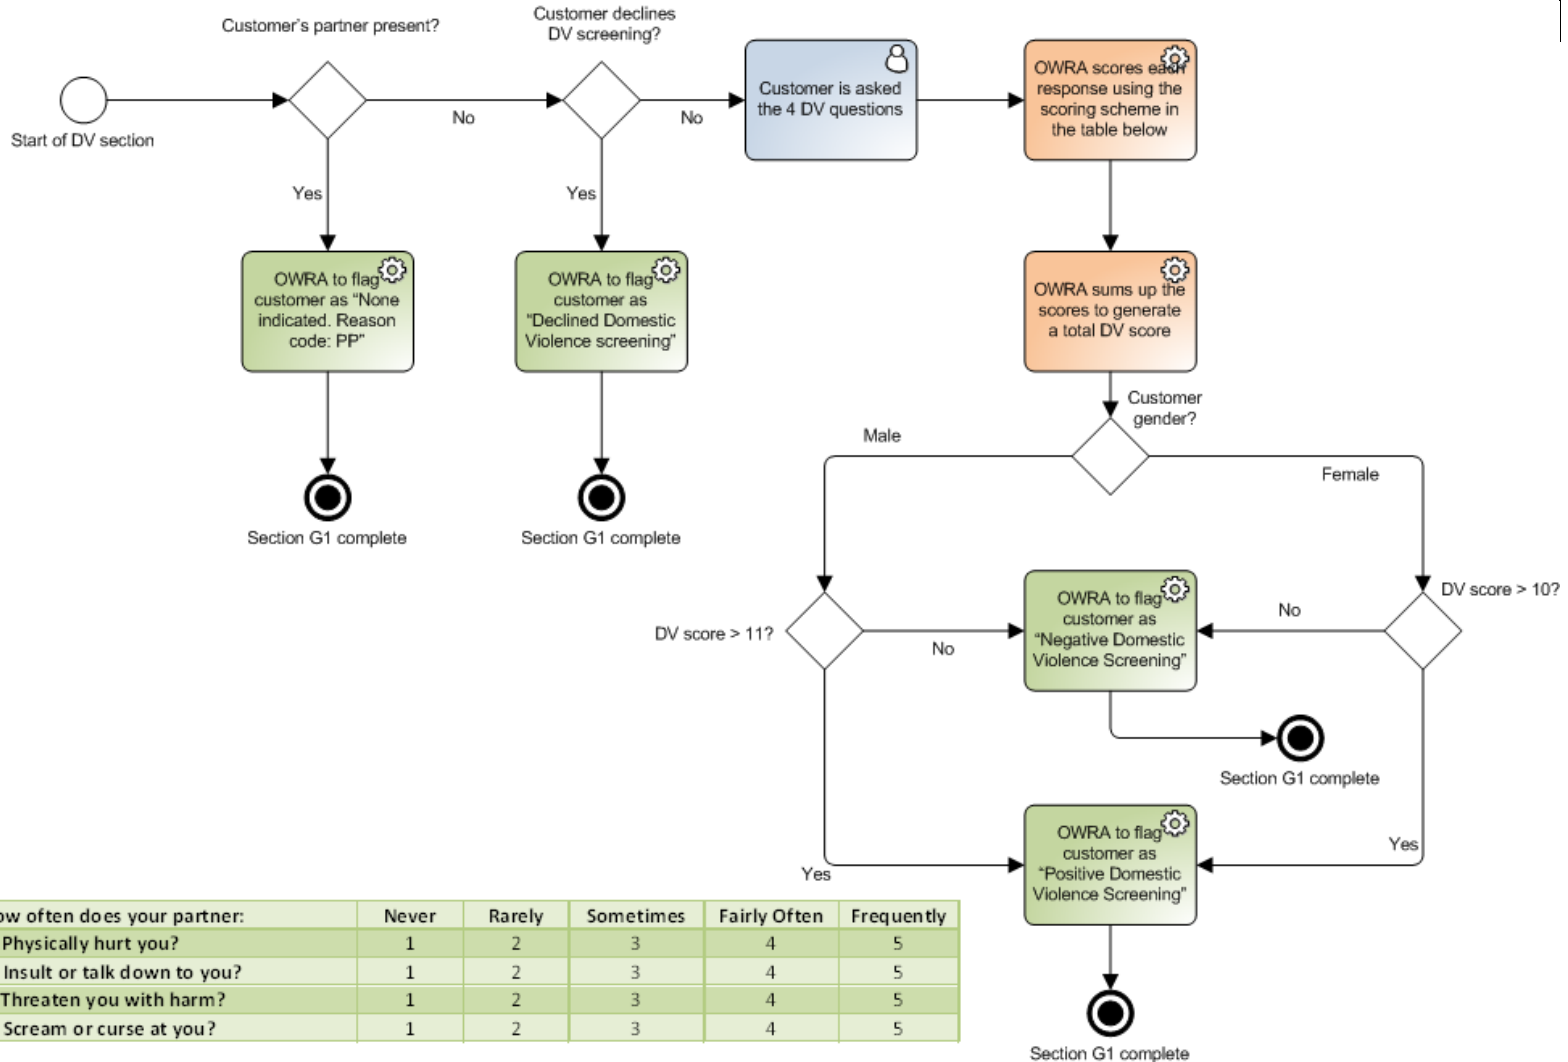 Customer's partner present?
Customer declines
DV screening?
Start of DV section
No
No
Customer is asked
the 4 DV questions
OWRA scores each
response using the
scoring scheme in
the table below
Yes
Yes
OWRA to flag
customer as “None
indicated. Reason
code: PP”
OWRA to flag
customer as
“Declined Domestic
Violence screening”
OWRA sums up the
scores to generate
a total DV score
Customer
gender?
Male
Female
Section G1 complete
Section G1 complete
DV score > 11?
No
OWRA to flag
customer as
“Negative Domestic
Violence Screening”
No
DV score > 10?
Section G1 complete
Yes
OWRA to flag
customer as
“Positive Domestic
Violence Screening”
Yes
Section G1 complete
ow often does your partner: Never Rarely Sometimes Fairly Often Frequently
Physically hurt you? 1 2 3 4 5
Insult or talk down to you? 1 2 3 4 5
Threaten you with harm? 1 2 3 4 5
Scream or curse at you? 1 2 3 4 5